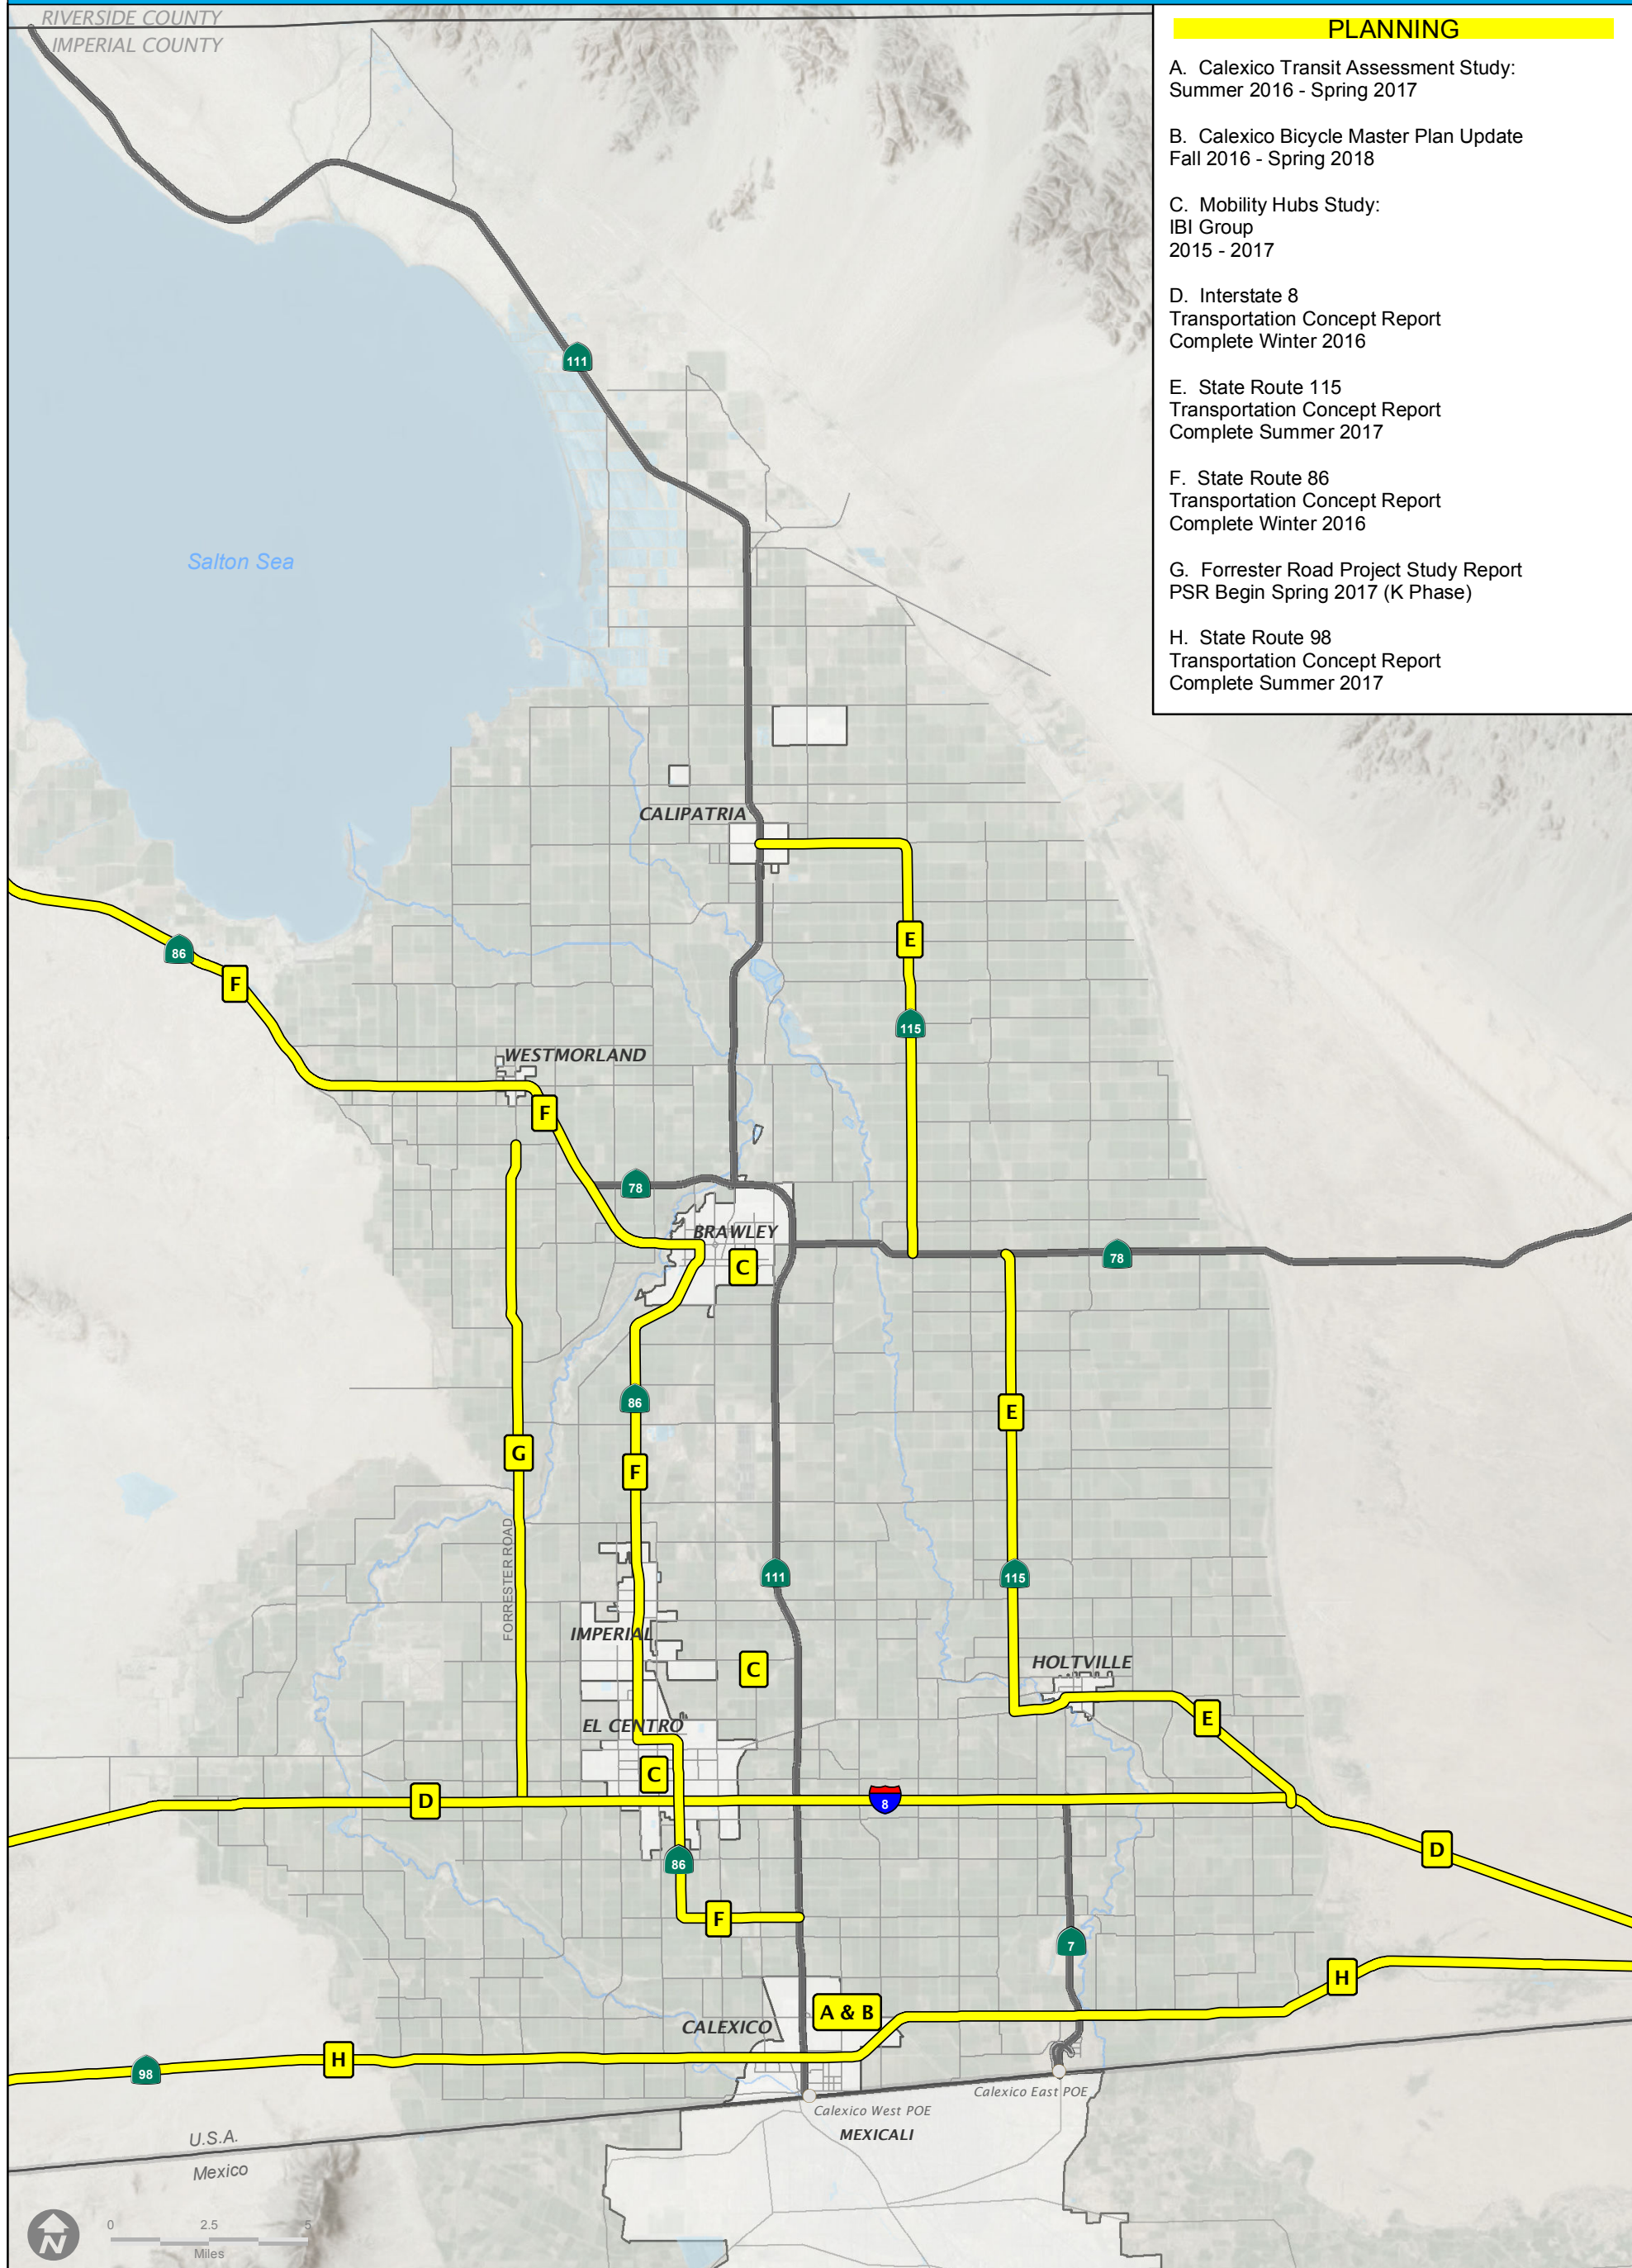 RIVERSIDE COUNTY
IMPERIAL COUNTY
PLANNING
A. Calexico Transit Assessment Study:
Summer 2016 - Spring 2017
B. Calexico Bicycle Master Plan Update
Fall 2016 - Spring 2018
C. Mobility Hubs Study:
IBI Group
2015 - 2017
D. Interstate 8
Transportation Concept Report
Complete Winter 2016
E. State Route 115
Transportation Concept Report
Complete Summer 2017
F. State Route 86
Transportation Concept Report
Complete Winter 2016
G. Forrester Road Project Study Report
PSR Begin Spring 2017 (K Phase)
H. State Route 98
Transportation Concept Report
Complete Summer 2017
111
Salton Sea
CALIPATRIA
E
86
F
115
WESTMORLAND
F
78
BRAWLEY
C
78
86
E
G
F
FORRESTER ROAD
111
115
IMPERIAL
C
HOLTVILLE
E
EL CENTRO
C
D
8
D
86
F
7
H
A & B
CALEXICO
H
98
Calexico East POE
Calexico West POE
MEXICALI
U.S.A.
Mexico
N
0 2.5 5
Miles